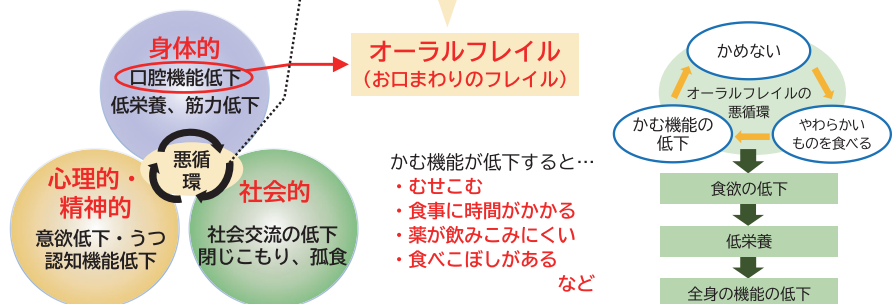 身体的
口腔機能低下
低栄養、筋力低下
悪循
環
心理的・
精神的
意欲低下・うつ
認知機能低下
社会的
社会交流の低下
閉じこもり、孤食
オーラルフレイル
（お口まわりのフレイル）
かむ機能が低下すると…
・むせこむ
・食事に時間がかかる
・薬が飲みこみにくい
・食べこぼしがある
など
かめない
オーラルフレイルの
悪循環
かむ機能の
低下
やわらかい
ものを食べる
食欲の低下
低栄養
全身の機能の低下